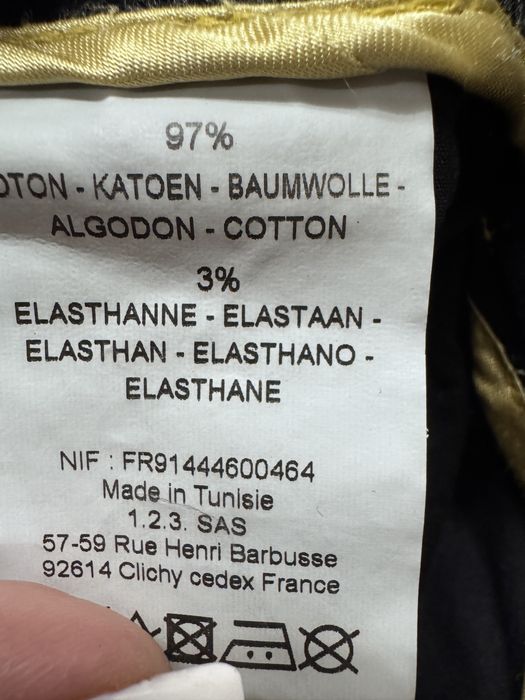 97%
OTON - KATOEN - BAUMWOLLE -
ALGODON - COTTON
3%
ELASTHANNE - ELASTAAN -
ELASTHAN - ELASTHANO -
ELASTHANE
NIF : FR91444600464
Made in Tunisie
1.2.3. SAS
57-59 Rue Henri Barbusse
92614 Clichy cedex France